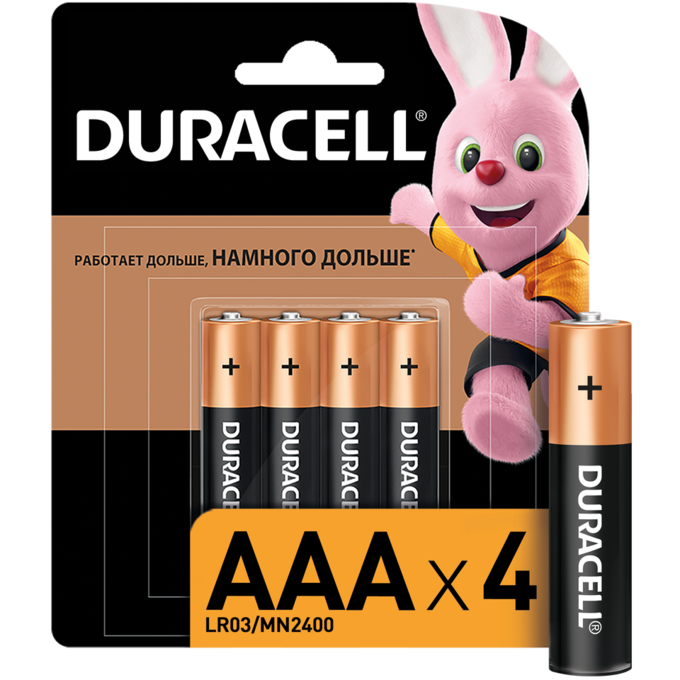 DURACELL®
РАБОТАЕТ ДОЛЬШЕ, НАМНОГО ДОЛЬШЕ*
+ + + +
DURACELL DURACELL DURACELL DURACELL
+
DURACELL®
AAA x 4
LR03/MN2400